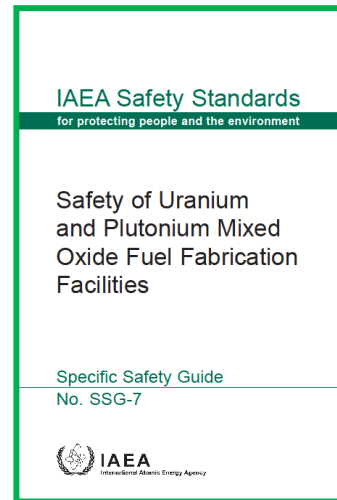 IAEA Safety Standards
for protecting people and the environment
Safety of Uranium
and Plutonium Mixed
Oxide Fuel Fabrication
Facilities
Specific Safety Guide
No. SSG-7
IAEA
International Atomic Energy Agency